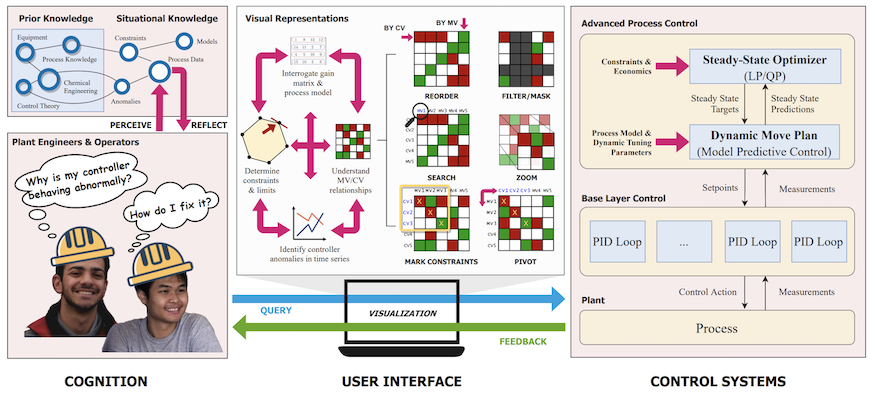 Prior Knowledge
Situational Knowledge
Equipment
Process Knowledge
Chemical
Engineering
Control Theory
Constraints
Models
Process Data
Anomalies
PERCEIVE
REFLECT
Plant Engineers & Operators
Why is my controller
behaving abnormally?
How do I fix it?
COGNITION
Visual Representations
Interrogate gain
matrix & process
model
Determine
constraints
& limits
Understand
MV/CV
relationships
Identify controller
anomalies in time series
BY CV
BY MV
REORDER
FILTER/MASK
MV1 MV2 MV3 MV4 MV5
CV1
CV2
CV3
CV4
MV5
SEARCH
ZOOM
MV1 MV2 MV3 MV4 MV5
CV1 X
CV2 X
CV3 X
CV4
CV5
MARK CONSTRAINTS
CV1 CV2 CV3 MV4 MV5
MV1 X
MV2 X
MV3 X
CV4
CV5
PIVOT
QUERY
VISUALIZATION
FEEDBACK
USER INTERFACE
Advanced Process Control
Constraints &
Economics
Steady-State Optimizer
(LP/QP)
Steady State
Targets
Steady State
Predictions
Process Model &
Dynamic Tuning
Parameters
Dynamic Move Plan
(Model Predictive Control)
Setpoints
Measurements
Base Layer Control
PID Loop
...
PID Loop
PID Loop
Control Action
Measurements
Plant
Process
CONTROL SYSTEMS